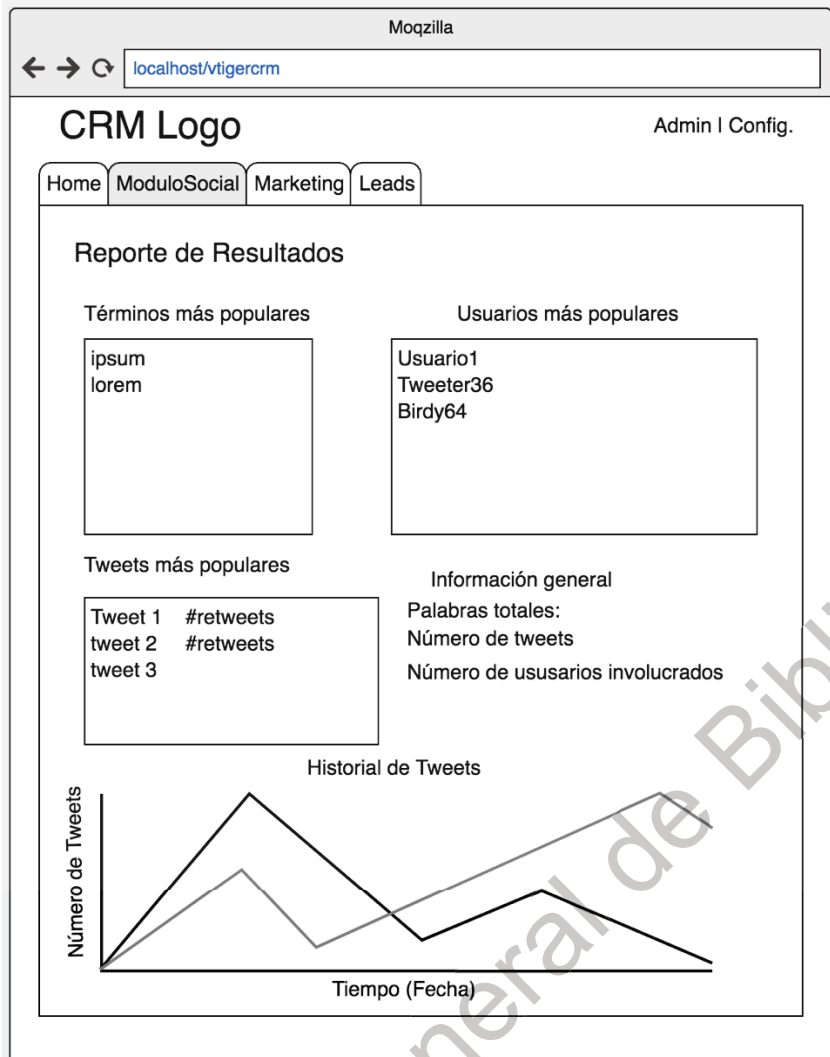 Moqzilla
localhost/vtigercrm
CRM Logo
Admin | Config.
Home ModuloSocial Marketing Leads
Reporte de Resultados
Términos más populares
ipsum
lorem
Usuarios más populares
Usuario1
Tweeter36
Birdy64
Tweets más populares
Tweet 1 #retweets
tweet 2 #retweets
tweet 3
Información general
Palabras totales:
Número de tweets
Número de ususarios involucrados
Historial de Tweets
Número de Tweets
Tiempo (Fecha)